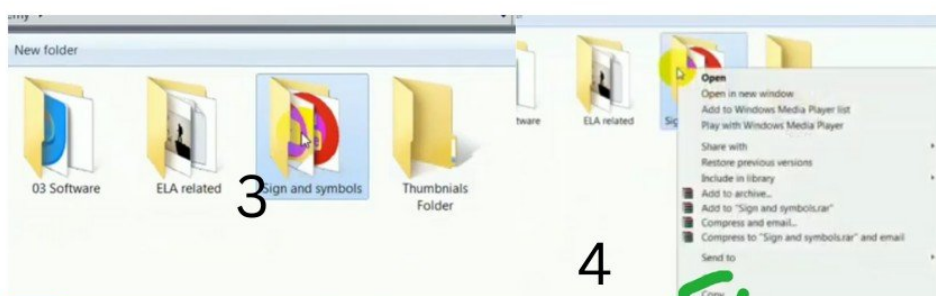 New folder
03 Software
ELA related
Sign and symbols
Thumbnials
Folder
3
ELA related
Open
Open in new window
Add to Windows Media Player list
Play with Windows Media Player
Share with
Restore previous versions
Include in library
Add to archive...
Add to "Sign and symbols.rar"
Compress and email...
Compress to "Sign and symbols.rar" and email
Send to
Copy
4